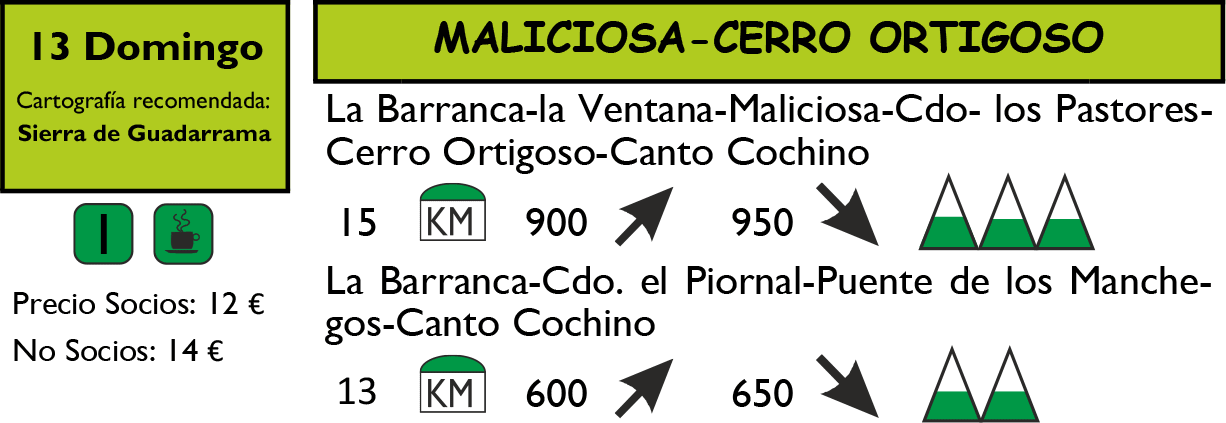 13 Domingo
Cartografía recomendada:
Sierra de Guadarrama
I
Precio Socios: 12 €
No Socios: 14 €
MALICIOSA-CERRO ORTIGOSO
La Barranca-la Ventana-Maliciosa-Cdo- los Pastores-
Cerro Ortigoso-Canto Cochino
15 KM 900 950
La Barranca-Cdo. el Piornal-Puente de los Manche-
gos-Canto Cochino
13 KM 600 650